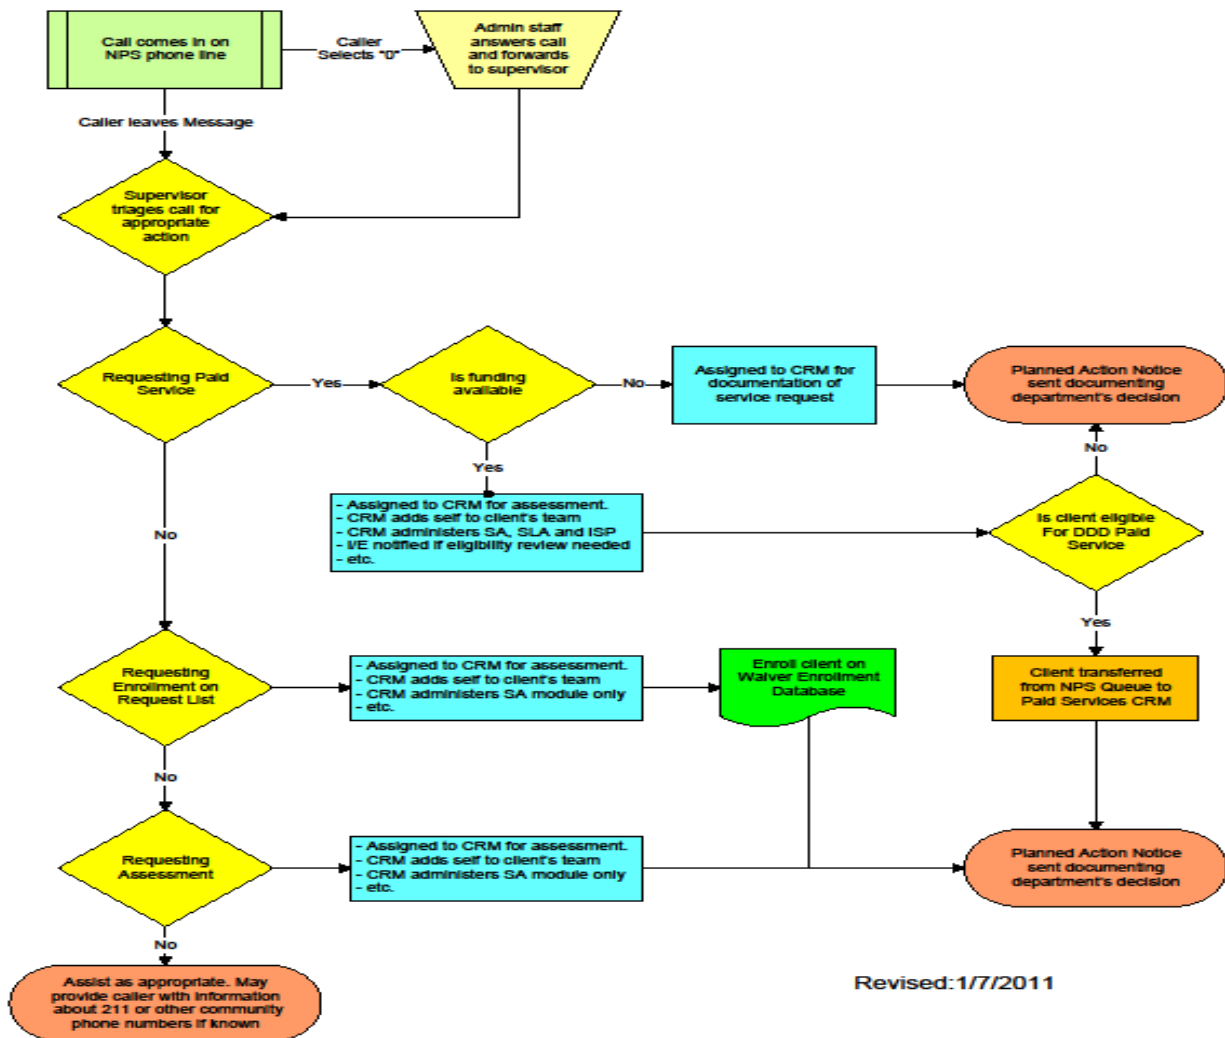 Call comes in on
NPS phone line
Caller
Selects "0"
Admin staff
answers call
and forwards
to supervisor
Caller leaves Message
Supervisor
triages call for
appropriate
action
Requesting Paid
Service
Yes
Is funding
available
No
Assigned to CRM for
documentation of
service request
Planned Action Notice
sent documenting
department's decision
No
Yes
- Assigned to CRM for assessment.
- CRM adds self to client's team
- CRM administers SA, SLA and ISP
- I/E notified if eligibility review needed
- etc.
Is client eligible
For DDD Paid
Service
No
Yes
Requesting
Enrollment on
Request List
- Assigned to CRM for assessment.
- CRM adds self to client's team
- CRM administers SA module only
- etc.
Enroll client on
Waiver Enrollment
Database
Client transferred
from NPS Queue to
Paid Services CRM
No
Requesting
Assessment
- Assigned to CRM for assessment.
- CRM adds self to client's team
- CRM administers SA module only
- etc.
Planned Action Notice
sent documenting
department's decision
No
Assist as appropriate. May
provide caller with information
about 211 or other community
phone numbers if known
Revised:1/7/2011